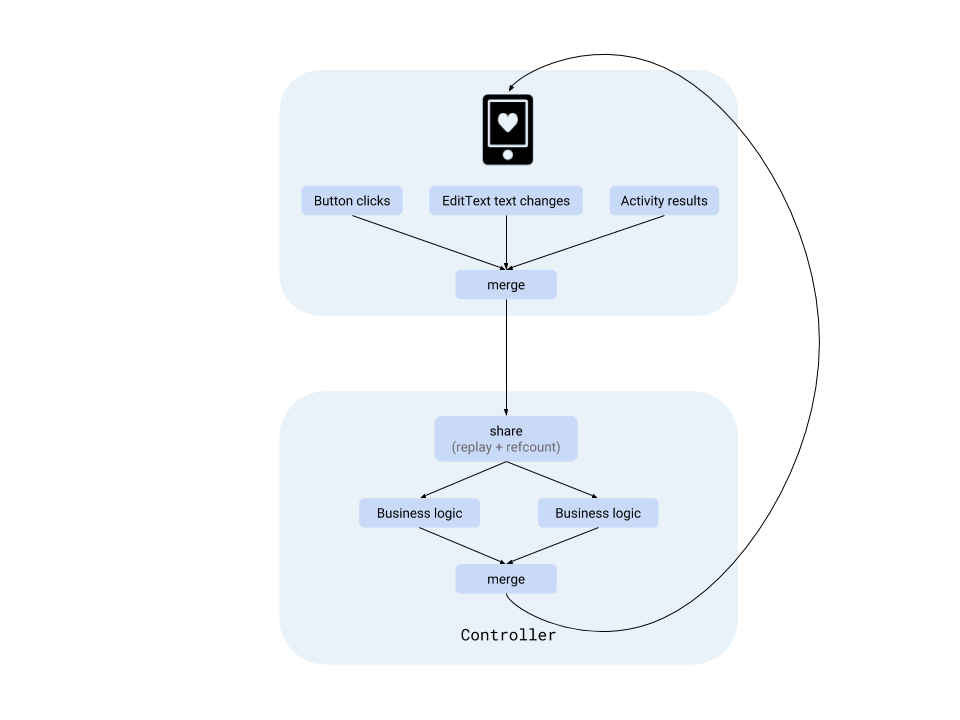 Button clicks
EditText text changes
Activity results
merge
share
(replay + refcount)
Business logic
Business logic
merge
Controller